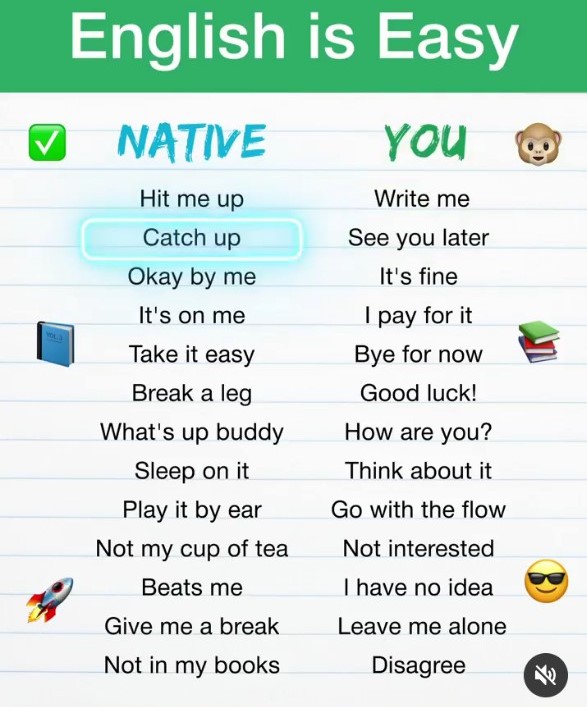 English is Easy
NATIVE YOU
Hit me up Write me
Catch up See you later
Okay by me It's fine
It's on me I pay for it
Take it easy Bye for now
Break a leg Good luck!
What's up buddy How are you?
Sleep on it Think about it
Play it by ear Go with the flow
Not my cup of tea Not interested
Beats me I have no idea
Give me a break Leave me alone
Not in my books Disagree